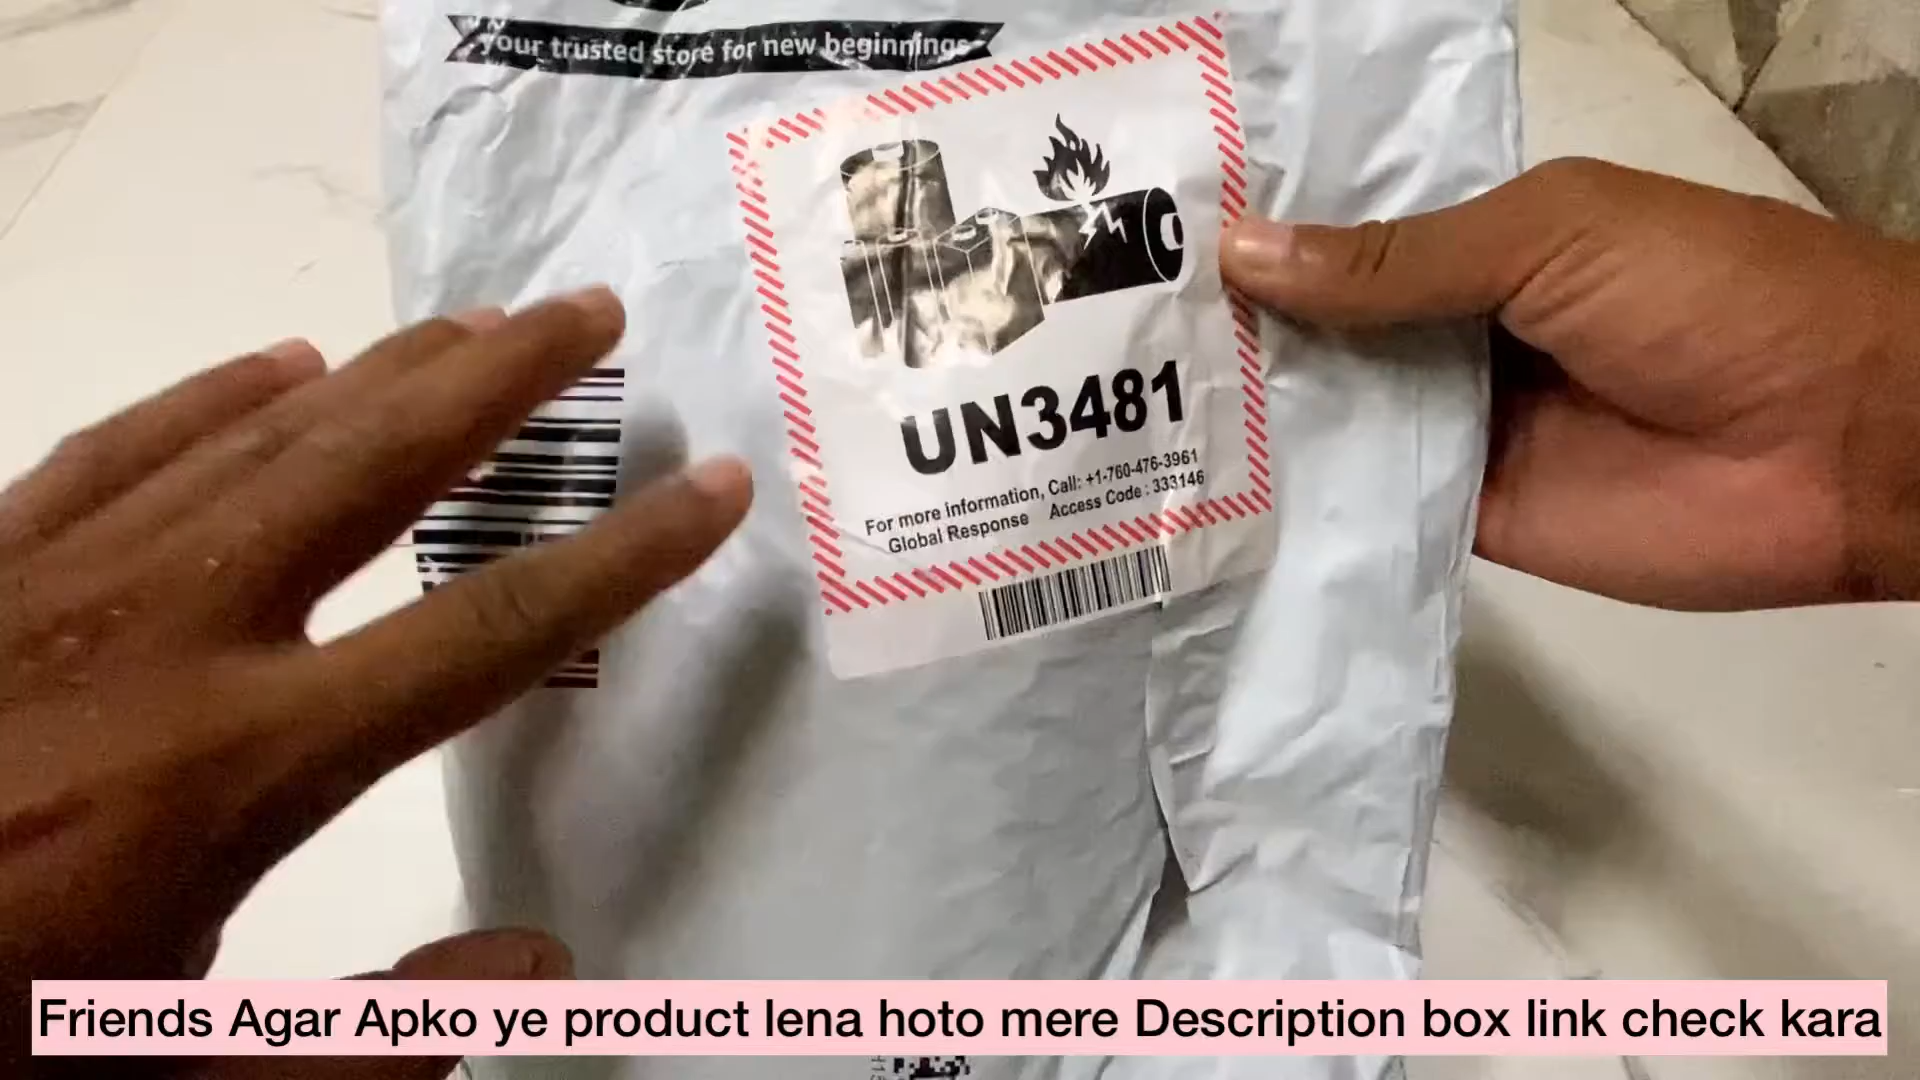 your trusted store for new beginnings
UN3481
For more information, Call: +1-760-476-3961
Global Response Access Code : 333146
Friends Agar Apko ye product lena hoto mere Description box link check kara